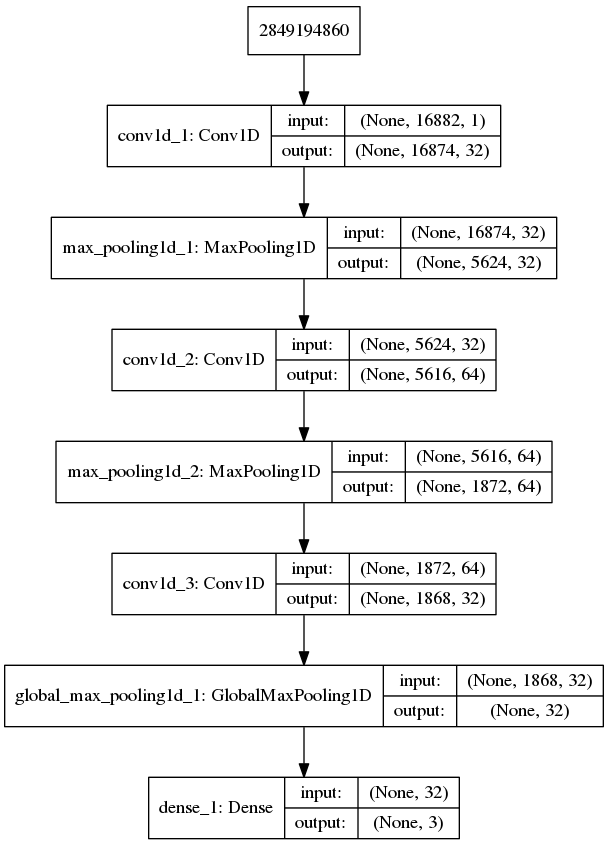 2849194860
conv1d_1: Conv1D
input:
(None, 16882, 1)
output:
(None, 16874, 32)
max_pooling1d_1: MaxPooling1D
input:
(None, 16874, 32)
output:
(None, 5624, 32)
conv1d_2: Conv1D
input:
(None, 5624, 32)
output:
(None, 5616, 64)
max_pooling1d_2: MaxPooling1D
input:
(None, 5616, 64)
output:
(None, 1872, 64)
conv1d_3: Conv1D
input:
(None, 1872, 64)
output:
(None, 1868, 32)
global_max_pooling1d_1: GlobalMaxPooling1D
input:
(None, 1868, 32)
output:
(None, 32)
dense_1: Dense
input:
(None, 32)
output:
(None, 3)